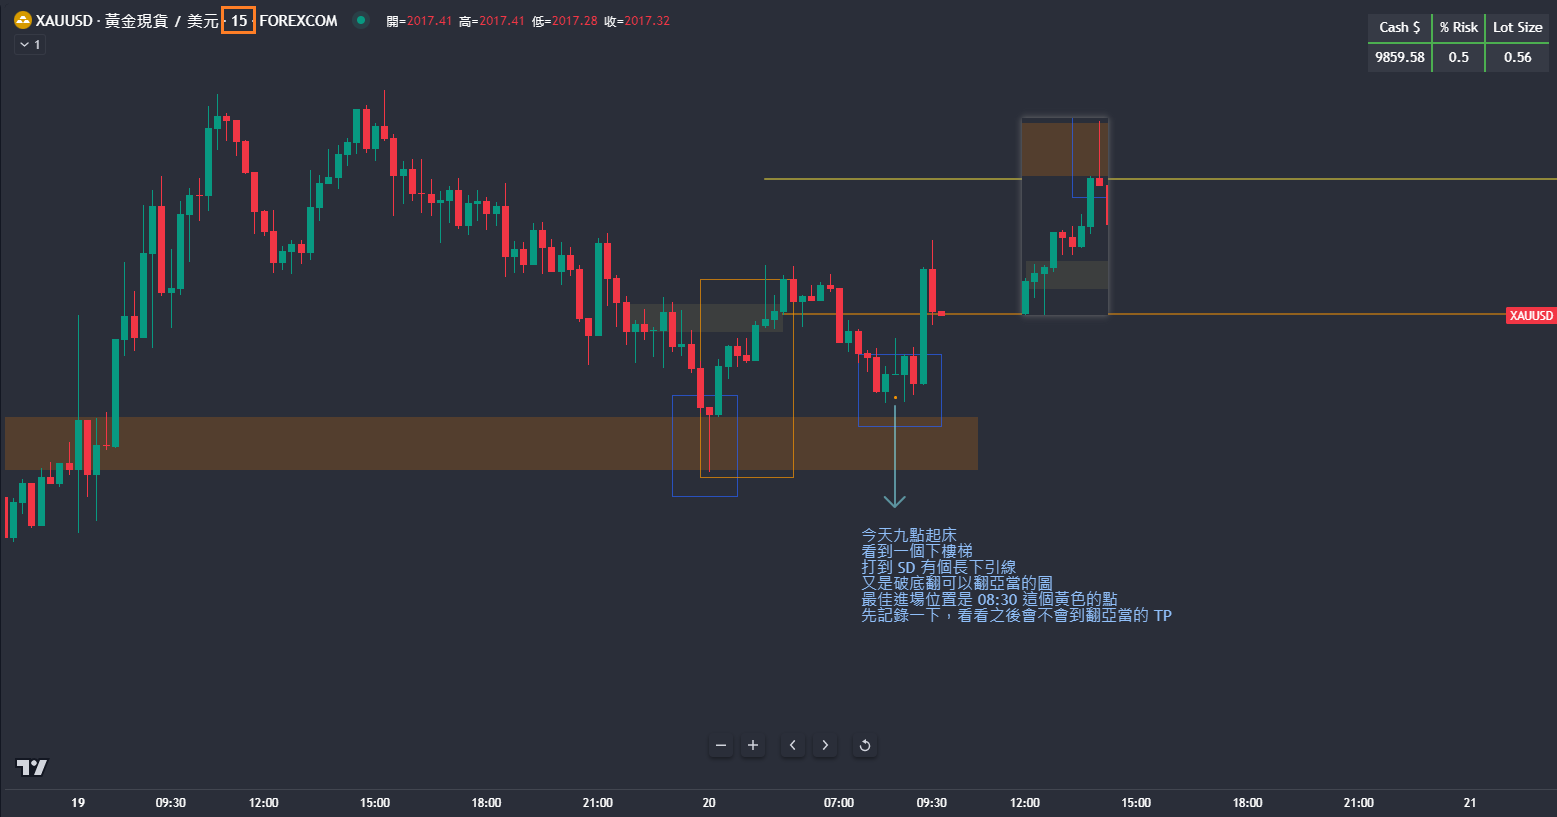 XAUUSD · 黃金現貨 / 美元 · 15 · FOREXCOM 開=2017.41 高=2017.41 低=2017.28 收=2017.32
1
Cash $ % Risk Lot Size
9859.58 0.5 0.56
XAUUSD
今天九點起床
看到一個下樓梯
打到 SD 有個長下引線
又是破底翻可以翻亞當的圖
最佳進場位置是 08:30 這個黃色的點
先記錄一下，看看之後會不會到翻亞當的 TP
19 09:30 12:00 15:00 18:00 21:00 20 07:00 09:30 12:00 15:00 18:00 21:00 21